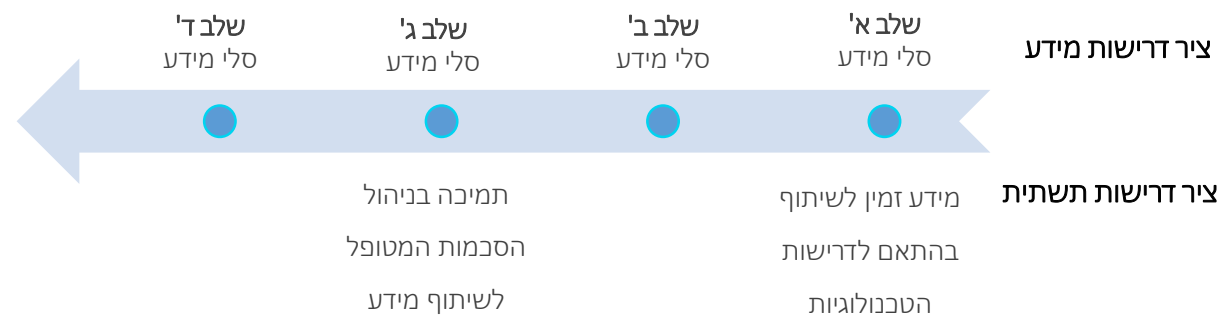 ציר דרישות מידע
שלב א'
סלי מידע
שלב ב'
סלי מידע
שלב ג'
סלי מידע
שלב ד'
סלי מידע
ציר דרישות תשתית
מידע זמין לשיתוף
בהתאם לדרישות
הטכנולוגיות
תמיכה בניהול
הסכמות המטופל
לשיתוף מידע